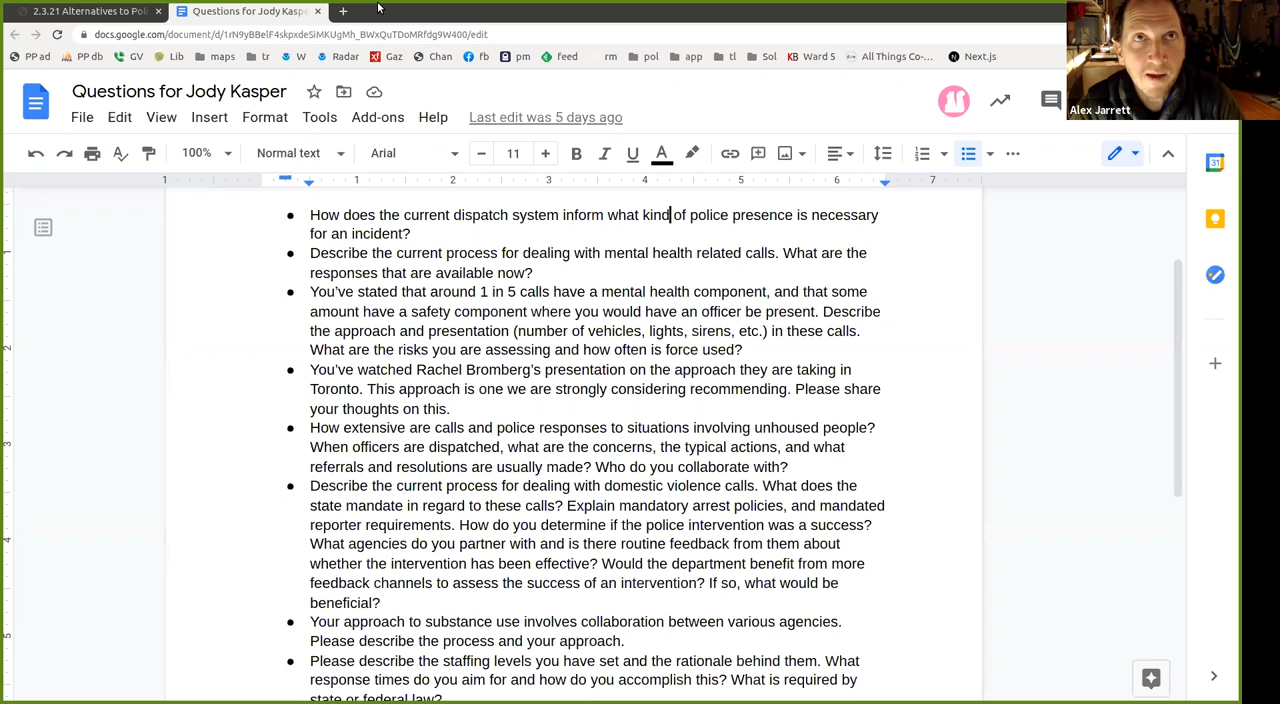 2.3.21 Alternatives to Poli
Questions for Jody Kaspe
docs.google.com/document/d/1rN9yBBelF4skpxdeSiMKUgMh_BWxQuTDoMRfdg9W400/edit
PP ad PP db GV Lib maps tr W Radar Gaz Chan fb pm feed rm pol app tl Sol KB Ward 5 All Things Co-... Next.js
Questions for Jody Kasper
Alex Jarrett
File Edit View Insert Format Tools Add-ons Help Last edit was 5 days ago
100% Normal text Arial 11 B I U A
1 1 2 3 4 5 6 7
How does the current dispatch system inform what kind of police presence is necessary
for an incident?
Describe the current process for dealing with mental health related calls. What are the
responses that are available now?
You’ve stated that around 1 in 5 calls have a mental health component, and that some
amount have a safety component where you would have an officer be present. Describe
the approach and presentation (number of vehicles, lights, sirens, etc.) in these calls.
What are the risks you are assessing and how often is force used?
You’ve watched Rachel Bromberg’s presentation on the approach they are taking in
Toronto. This approach is one we are strongly considering recommending. Please share
your thoughts on this.
How extensive are calls and police responses to situations involving unhoused people?
When officers are dispatched, what are the concerns, the typical actions, and what
referrals and resolutions are usually made? Who do you collaborate with?
Describe the current process for dealing with domestic violence calls. What does the
state mandate in regard to these calls? Explain mandatory arrest policies, and mandated
reporter requirements. How do you determine if the police intervention was a success?
What agencies do you partner with and is there routine feedback from them about
whether the intervention has been effective? Would the department benefit from more
feedback channels to assess the success of an intervention? If so, what would be
beneficial?
Your approach to substance use involves collaboration between various agencies.
Please describe the process and your approach.
Please describe the staffing levels you have set and the rationale behind them. What
response times do you aim for and how do you accomplish this? What is required by
state or federal law?